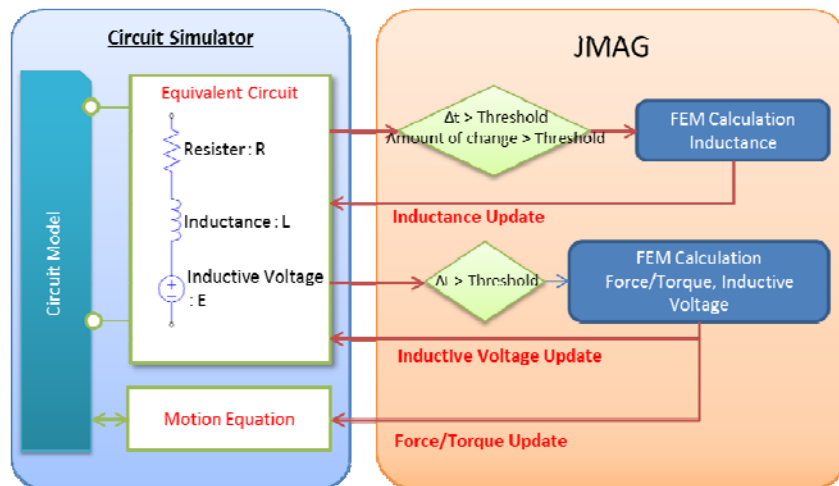 Circuit Simulator
JMAG
Circuit Model
Equivalent Circuit
Resister : R
Inductance : L
Inductive Voltage
: E
Motion Equation
Δt > Threshold
Amount of change > Threshold
FEM Calculation
Inductance
Inductance Update
Δt > Threshold
FEM Calculation
Force/Torque, Inductive
Voltage
Inductive Voltage Update
Force/Torque Update